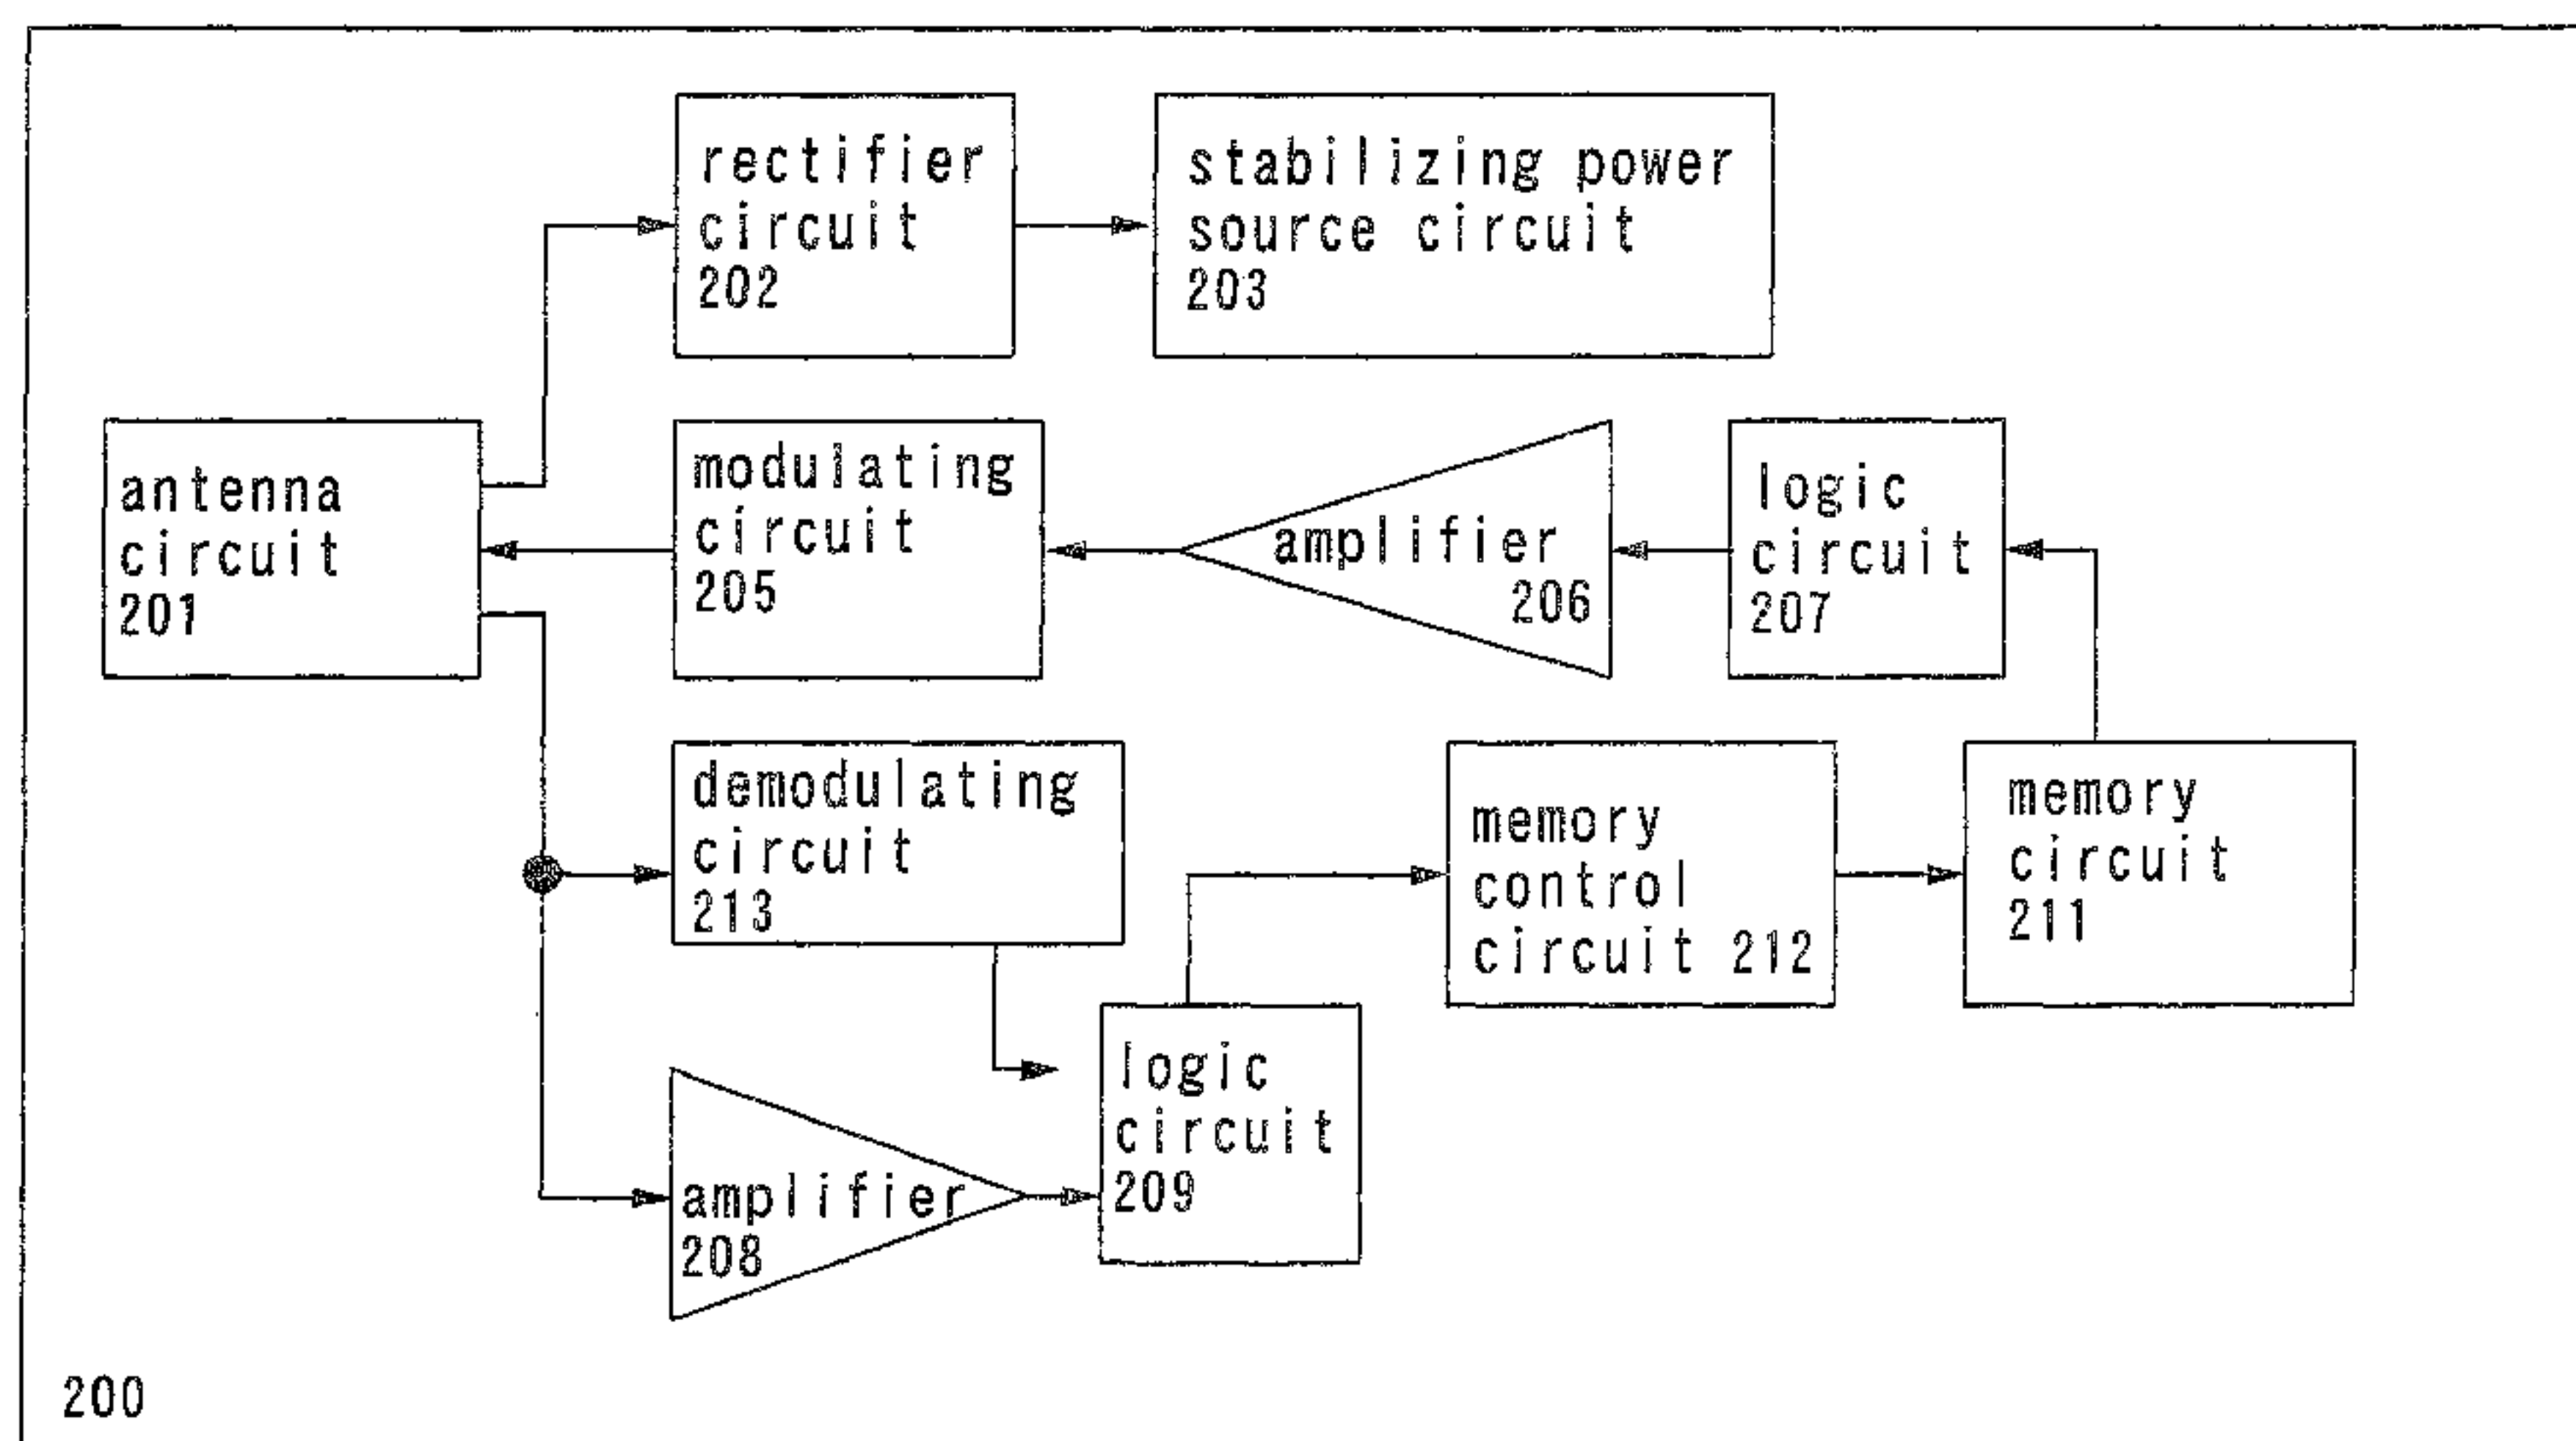 rectifier
circuit
202
stabilizing power
source circuit
203
antenna
circuit
201
modulating
circuit
205
amplifier
206
logic
circuit
207
demodulating
circuit
213
memory
control
circuit 212
memory
circuit
211
logic
circuit
209
amplifier
208
200